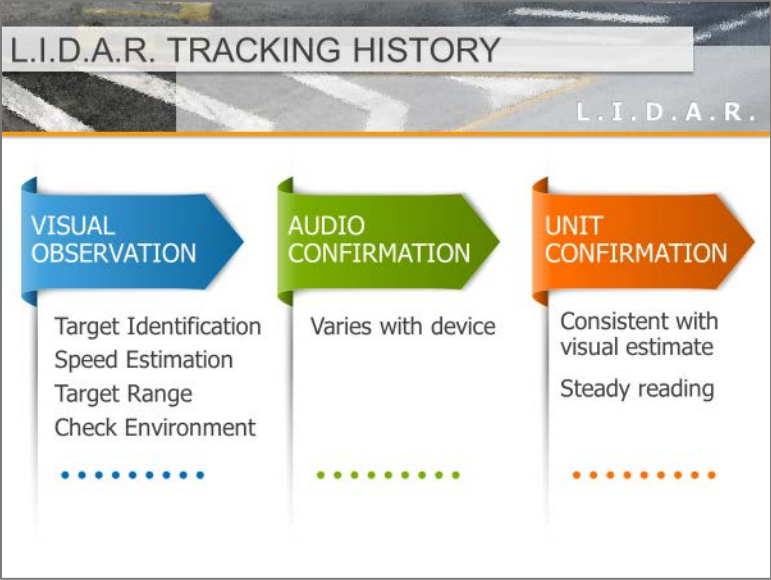 L.I.D.A.R. TRACKING HISTORY
L.I.D.A.R.
VISUAL
OBSERVATION
Target Identification
Speed Estimation
Target Range
Check Environment
AUDIO
CONFIRMATION
Varies with device
UNIT
CONFIRMATION
Consistent with
visual estimate
Steady reading